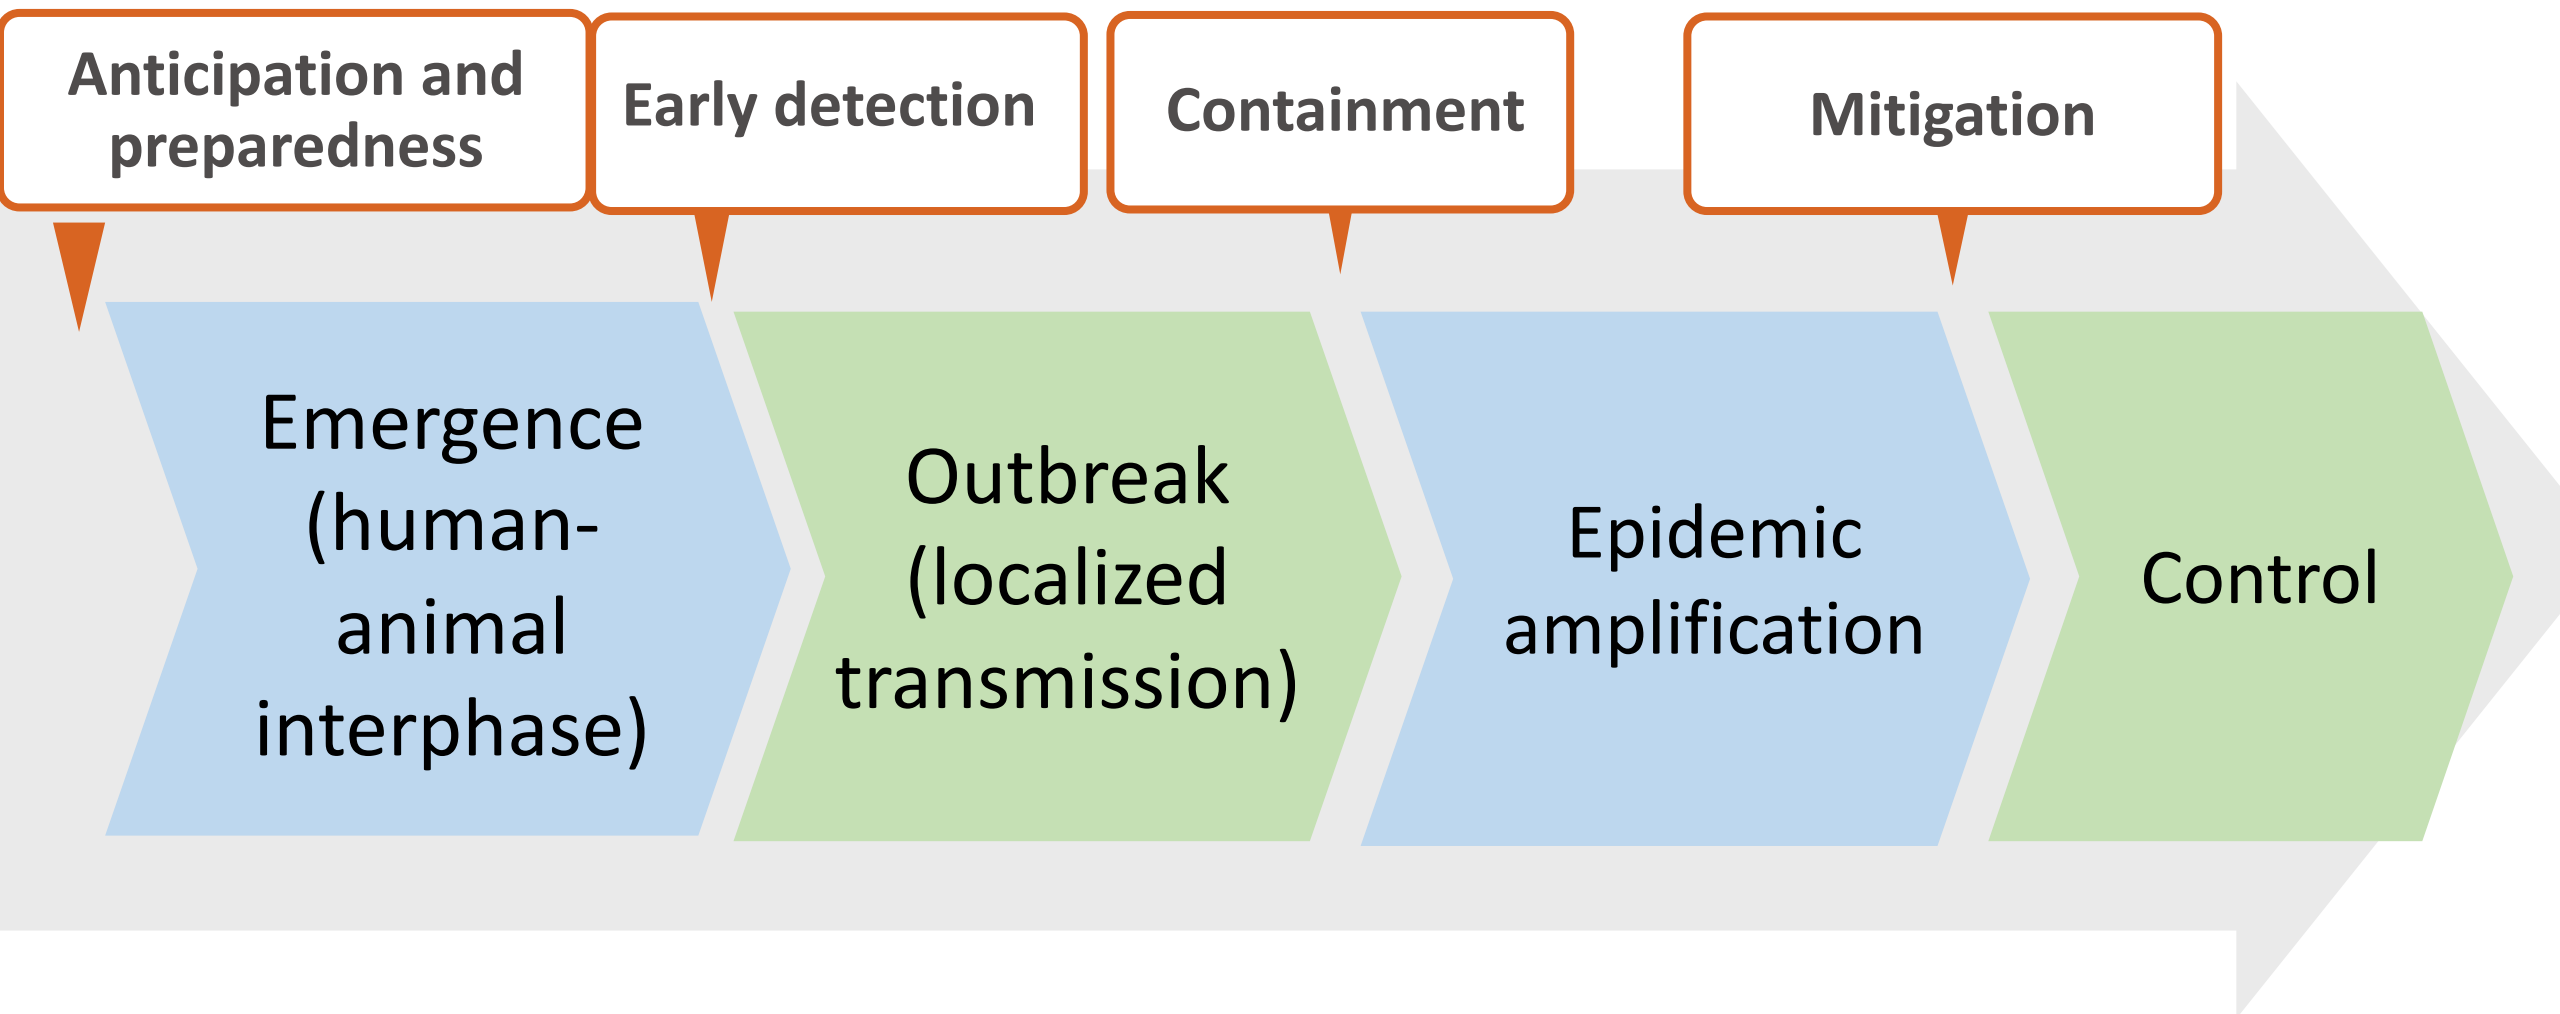 Anticipation and
preparedness
Early detection
Containment
Mitigation
Emergence
(human-
animal
interphase)
Outbreak
(localized
transmission)
Epidemic
amplification
Control